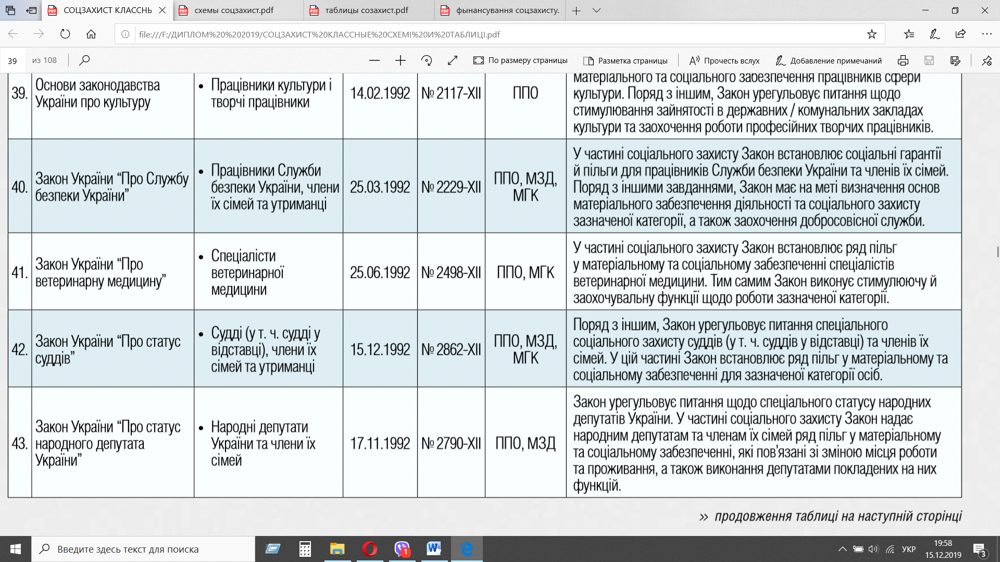 СОЦЗАХИСТ КЛАССНЬ
схемы соцзахист.pdf
таблицы созахист.pdf
фынансування соцзахисту.
file:///F:/ДИПЛОМ%20%202019/СОЦЗАХИСТ%20КЛАССНЫЕ%20СХЕМІ%20И%20ТАБЛИЦІ.pdf
39 из 108
По размеру страницы
Разметка страницы
Прочесть вслух
Добавление примечаний
39.
Основи законодавства
України про культуру
• Працівники культури і
творчі працівники
14.02.1992
№ 2117-XII
ППО
матеріального та соціального забезпечення працівників сфери
культури. Поряд з іншим, Закон урегульовує питання щодо
стимулювання зайнятості в державних / комунальних закладах
культури та заохочення роботи професійних творчих працівників.
40.
Закон України “Про Службу
безпеки України”
• Працівники Служби
безпеки України, члени
їх сімей та утриманці
25.03.1992
№ 2229-XII
ППО, МЗД,
МГК
У частині соціального захисту Закон встановлює соціальні гарантії
й пільги для працівників Служби безпеки України та членів їх сімей.
Поряд з іншими завданнями, Закон має на меті визначення основ
матеріального забезпечення діяльності та соціального захисту
зазначеної категорії, а також заохочення добросовісної служби.
41.
Закон України “Про
ветеринарну медицину”
• Спеціалісти
ветеринарної
медицини
25.06.1992
№ 2498-XII
ППО, МГК
У частині соціального захисту Закон встановлює ряд пільг
у матеріальному та соціальному забезпеченні спеціалістів
ветеринарної медицини. Тим самим Закон виконує стимулюючу й
заохочувальну функції щодо роботи зазначеної категорії.
42.
Закон України “Про статус
суддів”
• Судді (у т. ч. судді у
відставці), члени їх
сімей та утриманці
15.12.1992
№ 2862-XII
ППО, МЗД,
МГК
Поряд з іншим, Закон урегульовує питання спеціального
соціального захисту суддів (у т. ч. суддів у відставці) та членів їх
сімей. У цій частині Закон встановлює ряд пільг у матеріальному та
соціальному забезпеченні для зазначеної категорії осіб.
43.
Закон України “Про статус
народного депутата
України”
• Народні депутати
України та члени їх
сімей
17.11.1992
№ 2790-XII
ППО, МЗД
Закон урегульовує питання щодо спеціального статусу народних
депутатів України. У частині соціального захисту Закон надає
народним депутатам та членам їх сімей ряд пільг у матеріальному
та соціальному забезпеченні, які пов’язані зі зміною місця роботи
та проживання, а також виконання депутатами покладених на них
функцій.
» продовження таблиці на наступній сторінці
Введите здесь текст для поиска
1
УКР
19:58
15.12.2019
3